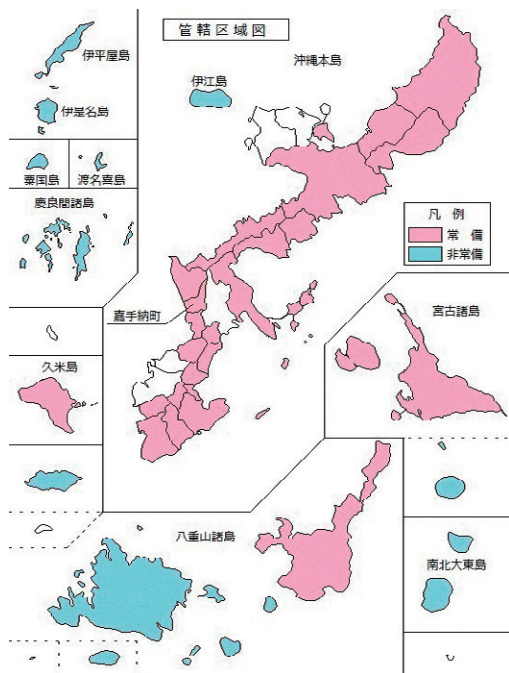 管轄区域図
伊平屋島
沖縄本島
伊江島
伊是名島
粟国島
渡名喜島
慶良間諸島
凡 例
常 備
非常備
嘉手納町
宮古諸島
久米島
八重山諸島
南北大東島